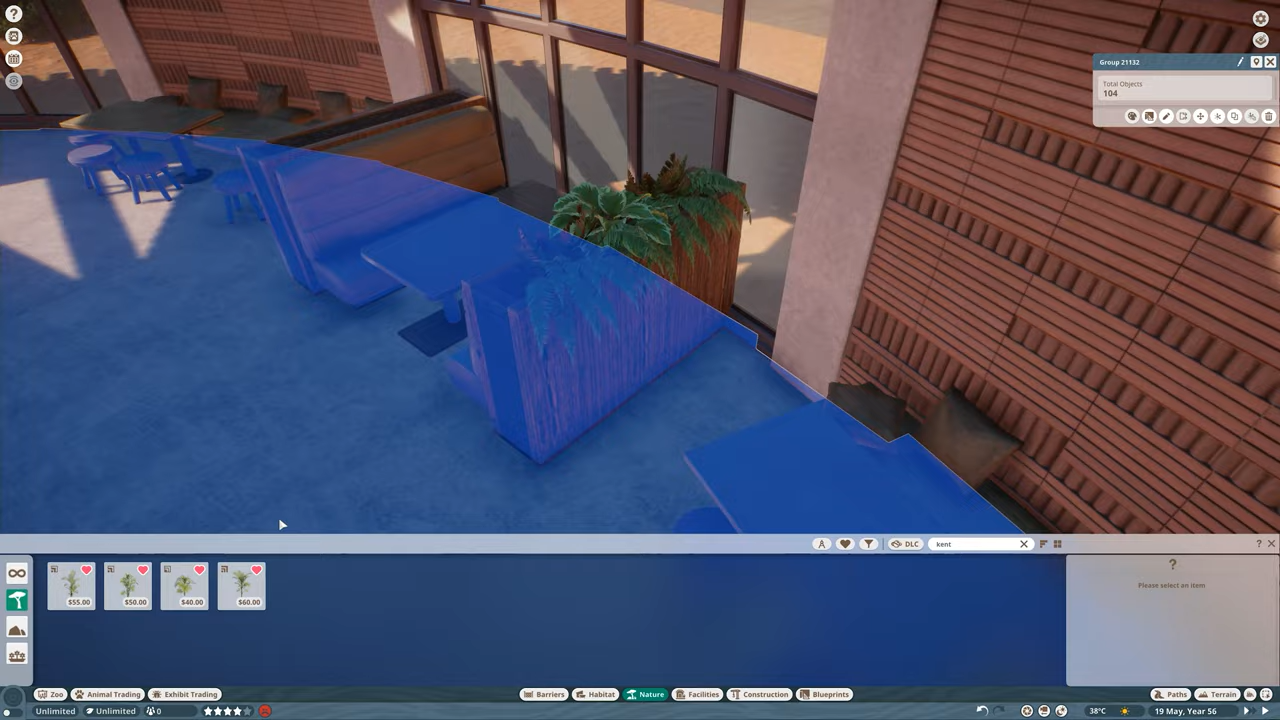 Group 21132
Total Objects
104
DLC
kent
$55.00
$50.00
$40.00
$60.00
Please select an item
Zoo
Animal Trading
Exhibit Trading
Barriers
Habitat
Nature
Facilities
Construction
Blueprints
Paths
Terrain
Unlimited
Unlimited
0
38°C
19 May, Year 56